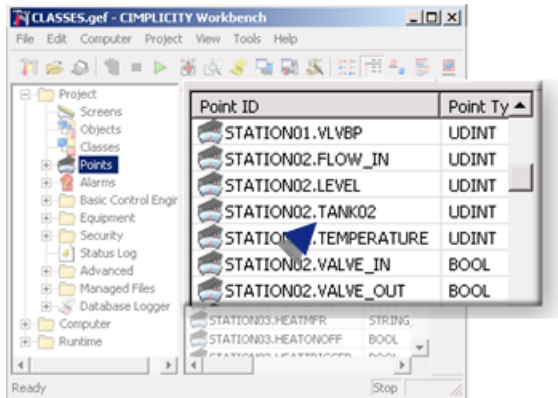 CLASSES.gef - CIMPLICITY Workbench
File Edit Computer Project View Tools Help
Project
Screens
Objects
Classes
Points
Alarms
Basic Control Engir
Equipment
Security
Status Log
Advanced
Managed Files
Database Logger
Computer
Runtime
Point ID Point Ty
STATION01.VLVBP UDINT
STATION02.FLOW_IN UDINT
STATION02.LEVEL UDINT
STATION02.TANK02 UDINT
STATION .TEMPERATURE UDINT
STATION02.VALVE_IN BOOL
STATION02.VALVE_OUT BOOL
STATION03.HEATMFR STRING
STATION03.HEATONOFF BOOL
Ready Stop